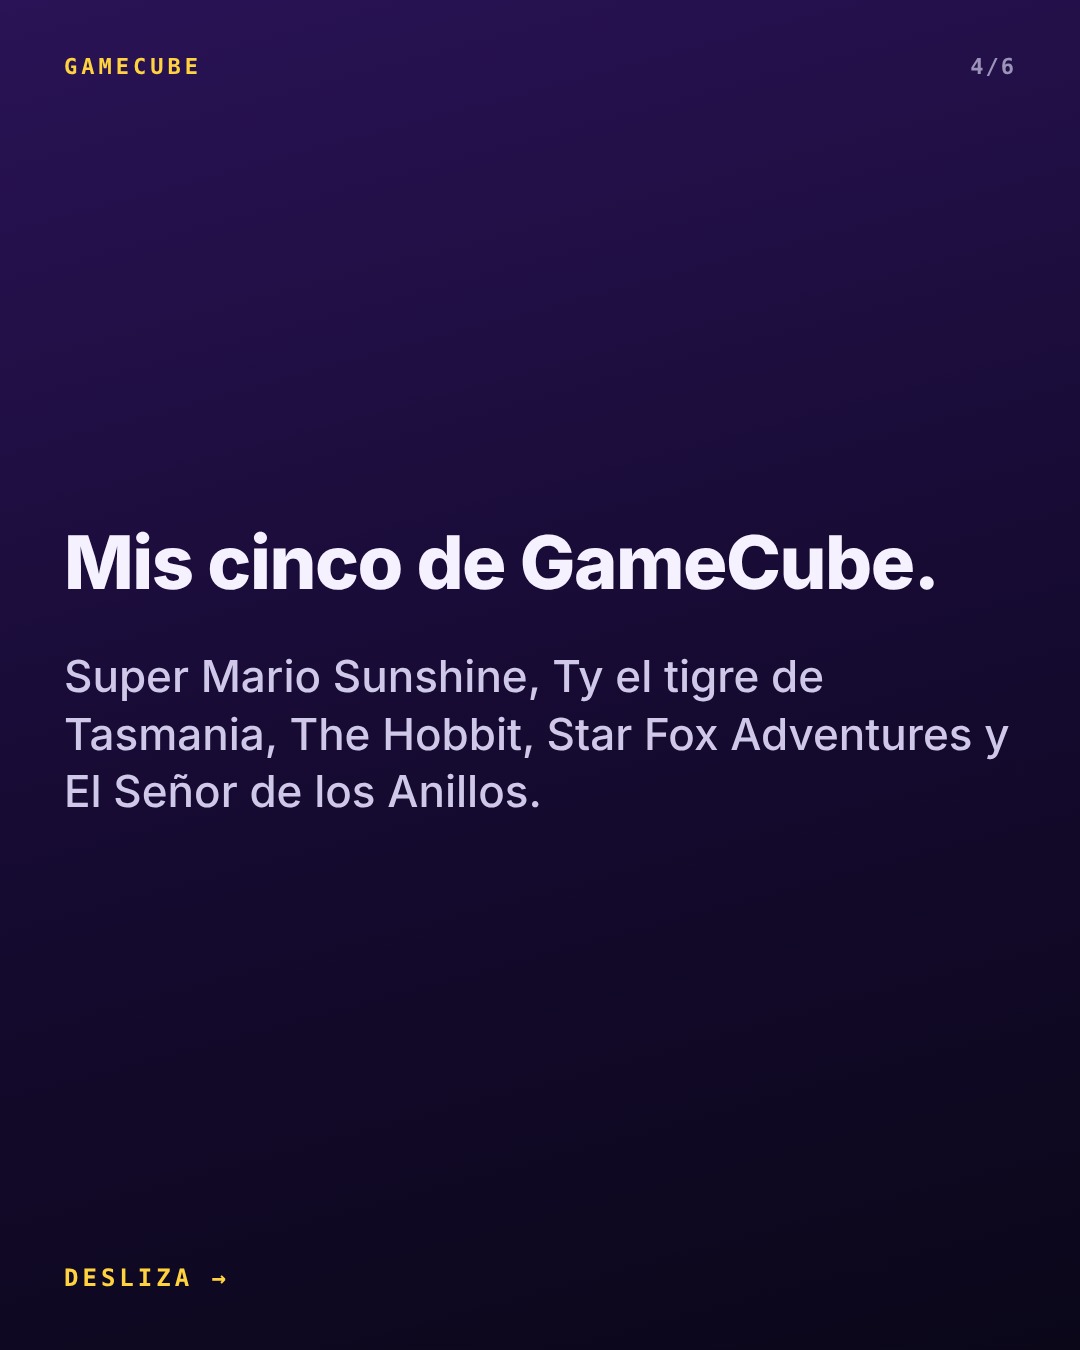 GAMECUBE
4/6
Mis cinco de GameCube.
Super Mario Sunshine, Ty el tigre de
Tasmania, The Hobbit, Star Fox Adventures y
El Señor de los Anillos.
DESLIZA →